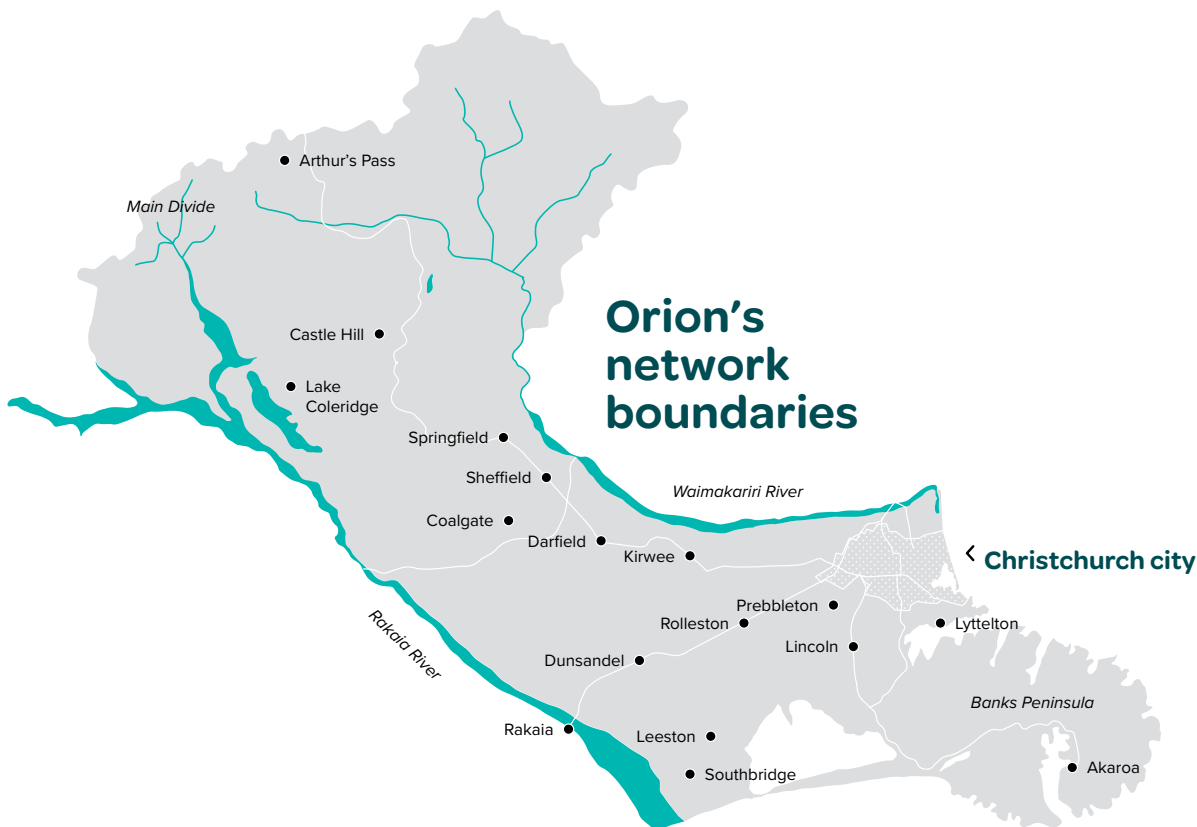 Arthur's Pass
Main Divide
Orion's
network
boundaries
Castle Hill
Lake
Coleridge
Springfield
Sheffield
Waimakariri River
Coalgate
Darfield
Kirwee
Christchurch city
Prebbleton
Rolleston
Lyttelton
Rakaia River
Lincoln
Dunsandel
Banks Peninsula
Rakaia
Leeston
Southbridge
Akaroa